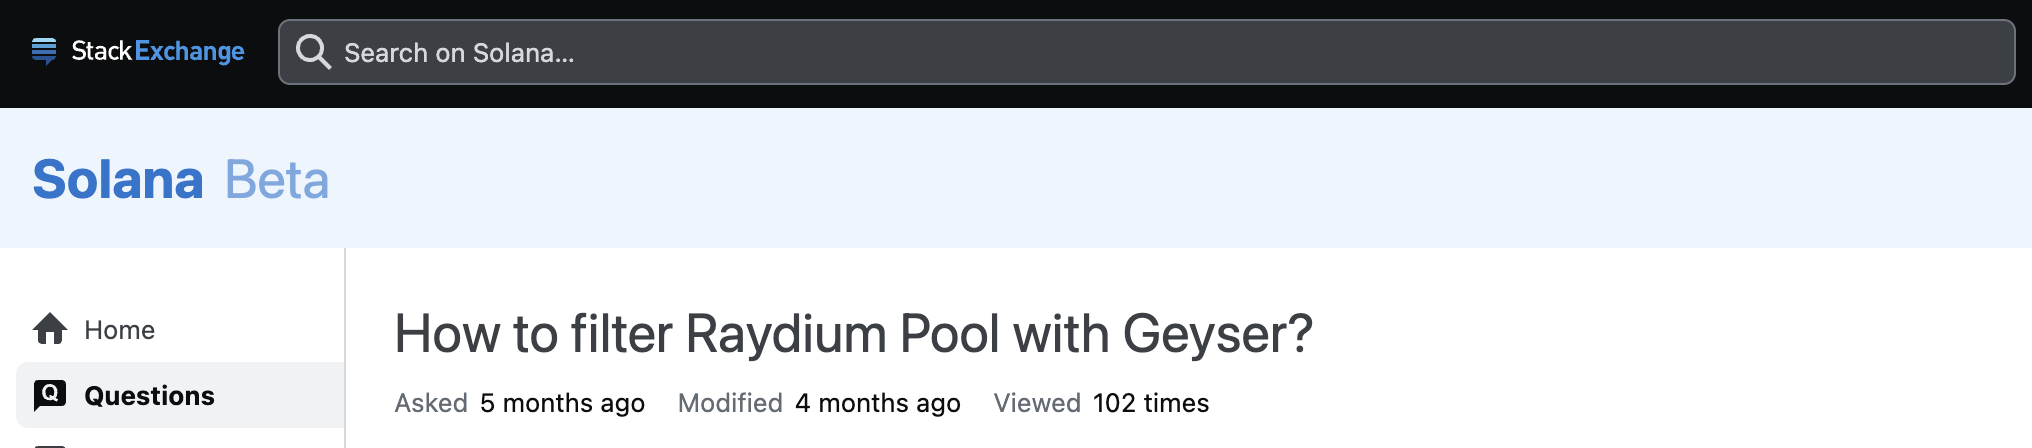 StackExchange
Search on Solana...
Solana Beta
Home
Questions
How to filter Raydium Pool with Geyser?
Asked 5 months ago Modified 4 months ago Viewed 102 times